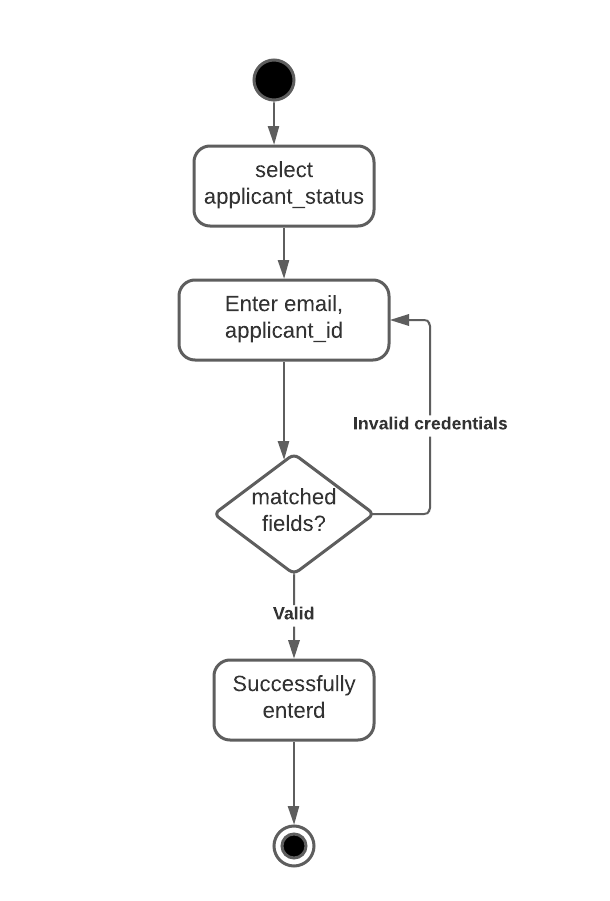 select
applicant_status
Enter email,
applicant_id
Invalid credentials
matched
fields?
Valid
Successfully
enterd